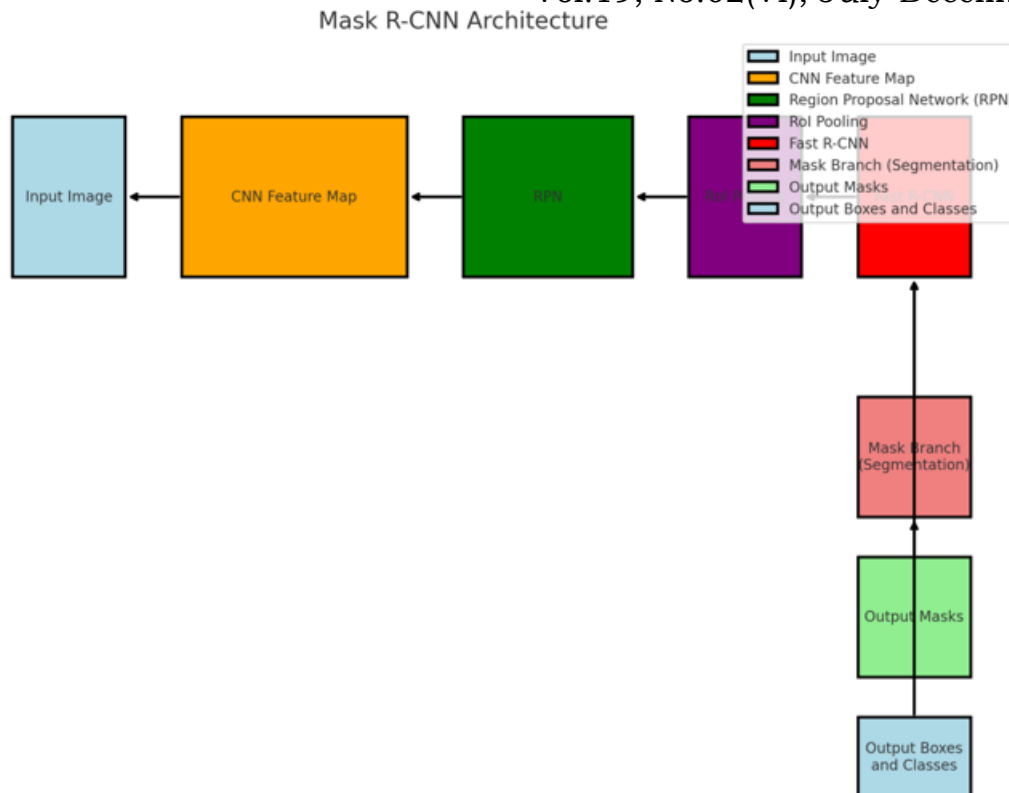 Mask R-CNN Architecture
Input Image
CNN Feature Map
Region Proposal Network (RPN
RoI Pooling
Fast R-CNN
Mask Branch (Segmentation)
Output Masks
Output Boxes and Classes
Input Image
CNN Feature Map
RPN
Mask Branch
(Segmentation)
Output Masks
Output Boxes
and Classes